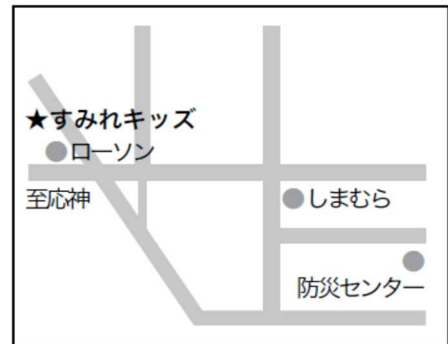 ★すみれキッズ
●ローソン
至応神
●しまむら
●
防災センター